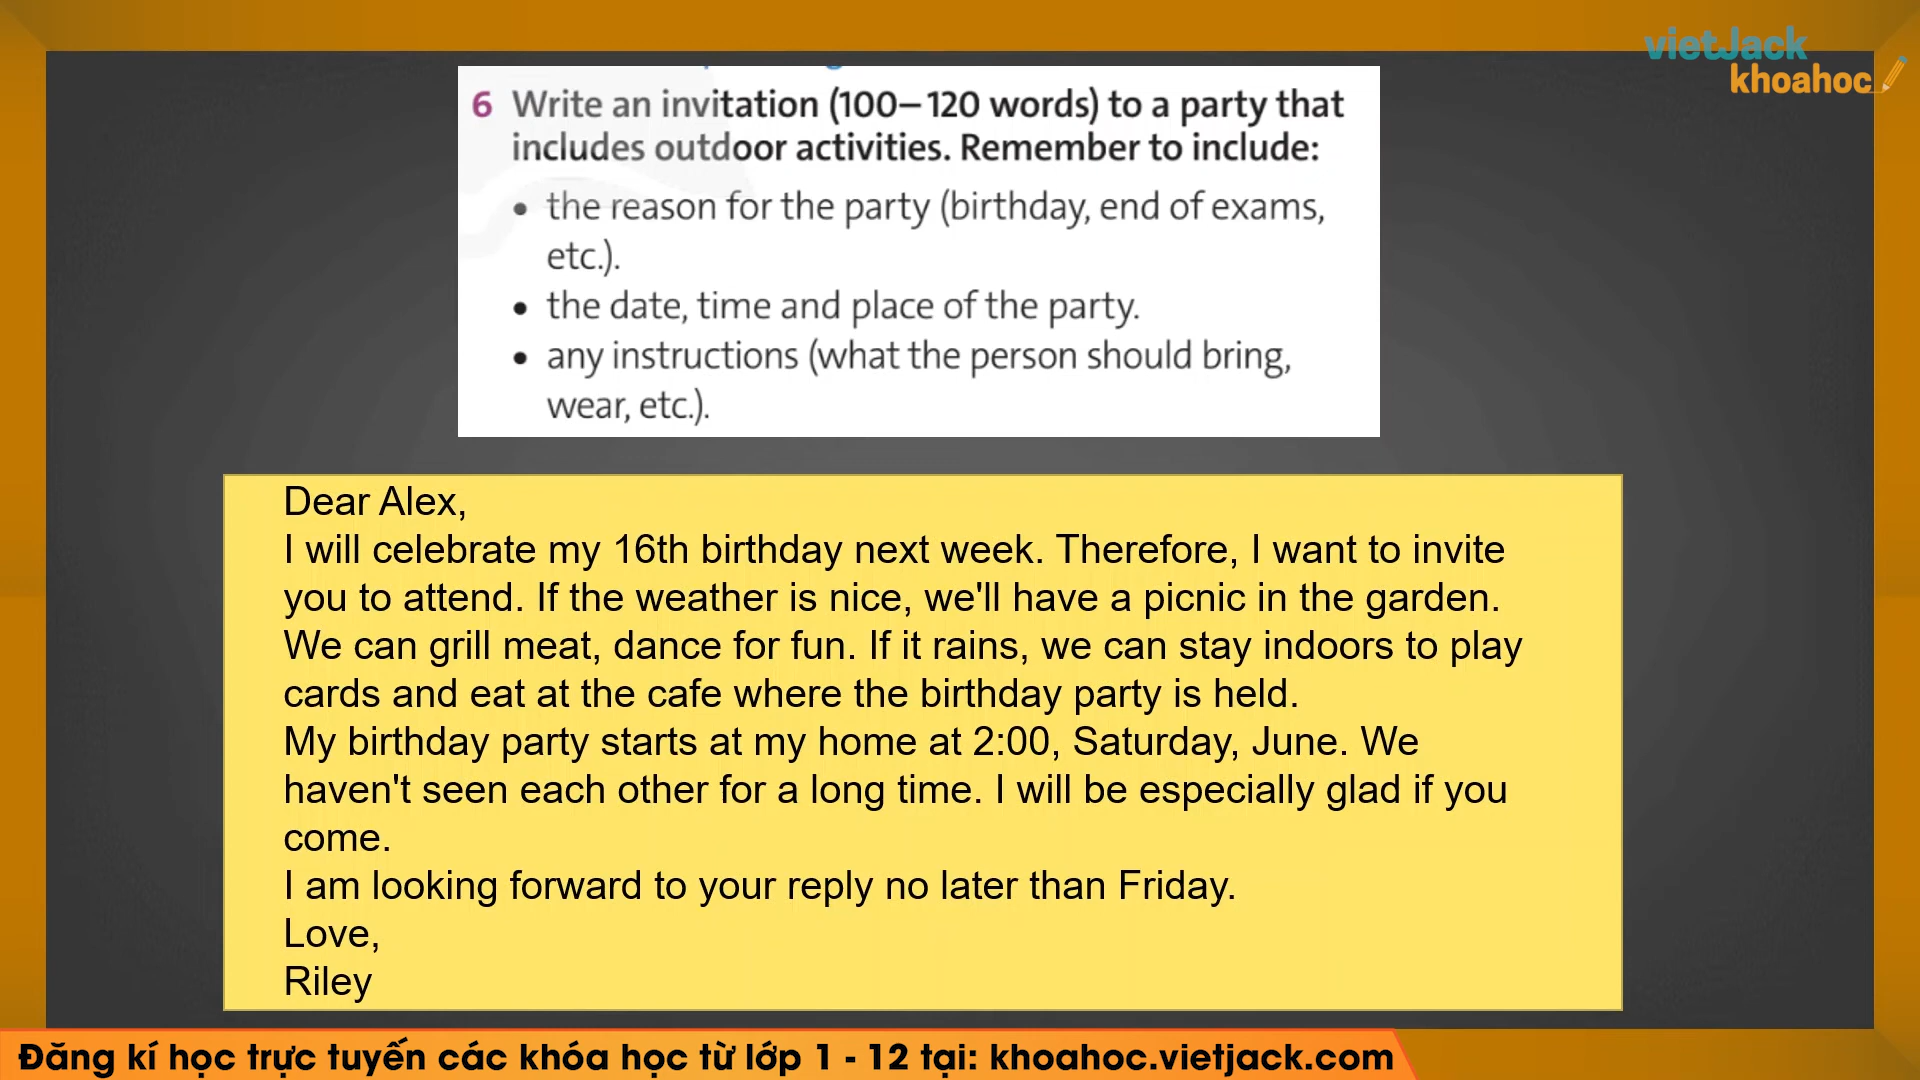 vietJack
khoahoc
6 Write an invitation (100–120 words) to a party that
includes outdoor activities. Remember to include:
• the reason for the party (birthday, end of exams,
etc.).
• the date, time and place of the party.
• any instructions (what the person should bring,
wear, etc.).
Dear Alex,
I will celebrate my 16th birthday next week. Therefore, I want to invite
you to attend. If the weather is nice, we'll have a picnic in the garden.
We can grill meat, dance for fun. If it rains, we can stay indoors to play
cards and eat at the cafe where the birthday party is held.
My birthday party starts at my home at 2:00, Saturday, June. We
haven't seen each other for a long time. I will be especially glad if you
come.
I am looking forward to your reply no later than Friday.
Love,
Riley
Đăng kí học trực tuyến các khóa học từ lớp 1 - 12 tại: khoahoc.vietjack.com